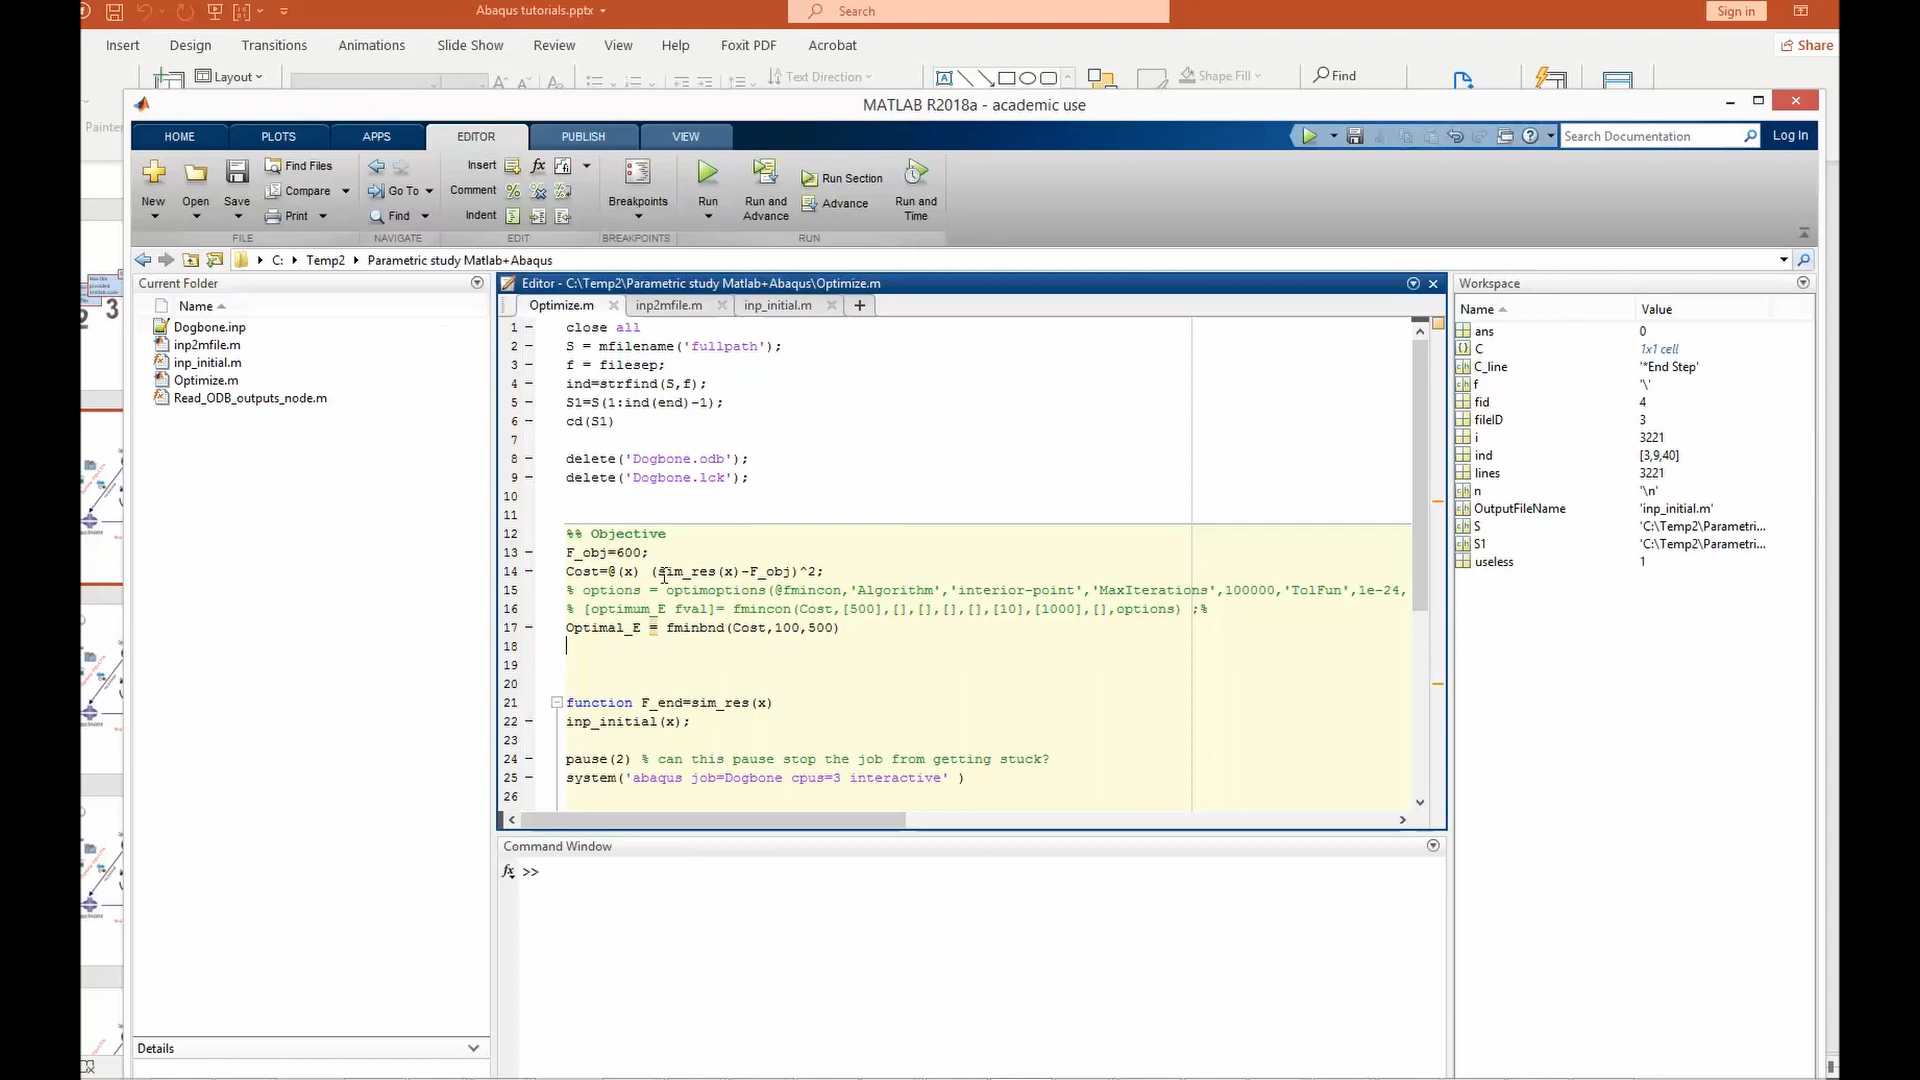 Abaqus tutorials.pptx
Search
Sign in
Insert Design Transitions Animations Slide Show Review View Help Foxit PDF Acrobat
Share
Layout
Text Direction
Shape Fill
Find
Painter
MATLAB R2018a - academic use
HOME PLOTS APPS EDITOR PUBLISH VIEW
Search Documentation
Log In
New
Open
Save
Find Files
Compare
Print
Go To
Find
Insert
Comment
Indent
Breakpoints
Run
Run and Advance
Run Section
Advance
Run and Time
FILE NAVIGATE EDIT BREAKPOINTS RUN
C: Temp2 Parametric study Matlab+Abaqus
Current Folder
Name
Dogbone.inp
inp2mfile.m
inp_initial.m
Optimize.m
Read_ODB_outputs_node.m
Details
Editor - C:\Temp2\Parametric study Matlab+Abaqus\Optimize.m
Optimize.m inp2mfile.m inp_initial.m
1 close all
2 S = mfilename('fullpath');
3 f = filesep;
4 ind=strfind(S,f);
5 S1=S(1:ind(end)-1);
6 cd(S1)
7
8 delete('Dogbone.odb');
9 delete('Dogbone.lck');
10
11
12 %% Objective
13 F_obj=600;
14 Cost=@(x) (sim_res(x)-F_obj)^2;
15 % options = optimoptions(@fmincon,'Algorithm','interior-point','MaxIterations',100000,'TolFun',1e-24,
16 % [optimum_E fval]= fmincon(Cost,[500],[],[],[],[],[10],[1000],[],options) ;%
17 Optimal_E = fminbnd(Cost,100,500)
18
19
20
21 function F_end=sim_res(x)
22 inp_initial(x);
23
24 pause(2) % can this pause stop the job from getting stuck?
25 system('abaqus job=Dogbone cpus=3 interactive' )
26
Command Window
fx >>
Workspace
Name Value
ans 0
C 1x1 cell
C_line '*End Step'
f '\'
fid 4
fileID 3
i 3221
ind [3,9,40]
lines 3221
n '\n'
OutputFileName 'inp_initial.m'
S 'C:\Temp2\Parametri...
S1 'C:\Temp2\Parametri...
useless 1